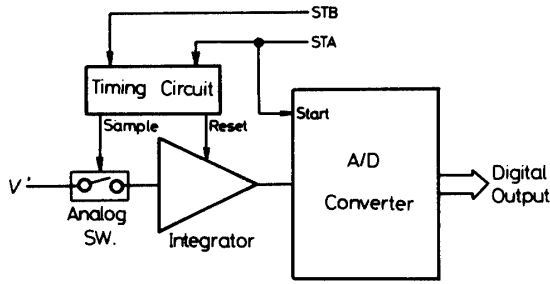 STB
STA
Timing Circuit
Sample
Reset
Start
V'
Analog
SW.
Integrator
A/D
Converter
Digital
Output